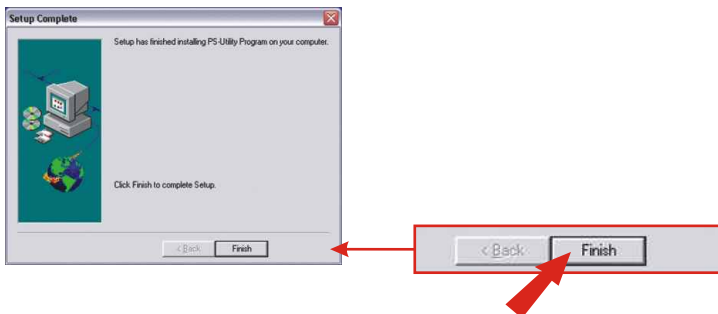 Setup Complete
Setup has finished installing PS-Utility Program on your computer.
Click Finish to complete Setup.
< Back Finish
< Back Finish